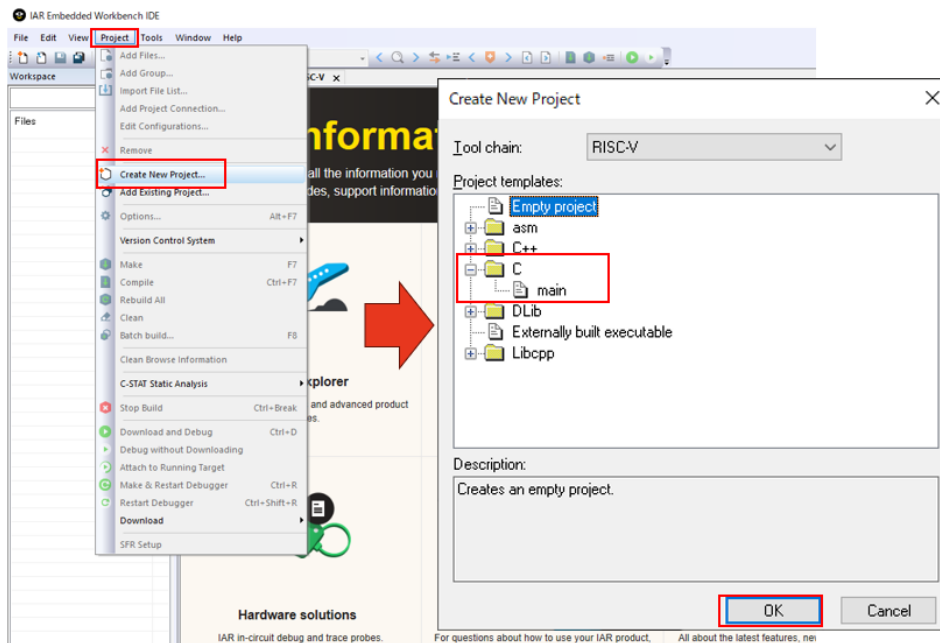 IAR Embedded Workbench IDE
File Edit View Project Tools Window Help
Workspace
SC-V
Files
Add Files...
Add Group...
Import File List...
Add Project Connection...
Edit Configurations...
Remove
Create New Project...
Add Existing Project...
Options... Alt+F7
Version Control System
Make F7
Compile Ctrl+F7
Rebuild All
Clean
Batch build... F8
Clean Browse Information
C-STAT Static Analysis
Stop Build Ctrl+Break
Download and Debug Ctrl+D
Debug without Downloading
Attach to Running Target
Make & Restart Debugger Ctrl+R
Restart Debugger Ctrl+Shift+R
Download
SFR Setup
nforma
all the information you
des, support informatio
xplorer
and advanced product
es.
Hardware solutions
IAR in-circuit debug and trace probes.
For questions about how to use your IAR product,
All about the latest features, ne
Create New Project
Tool chain: RISC-V
Project templates:
Empty project
asm
C++
C
main
DLib
Externally built executable
Libcpp
Description:
Creates an empty project.
OK Cancel